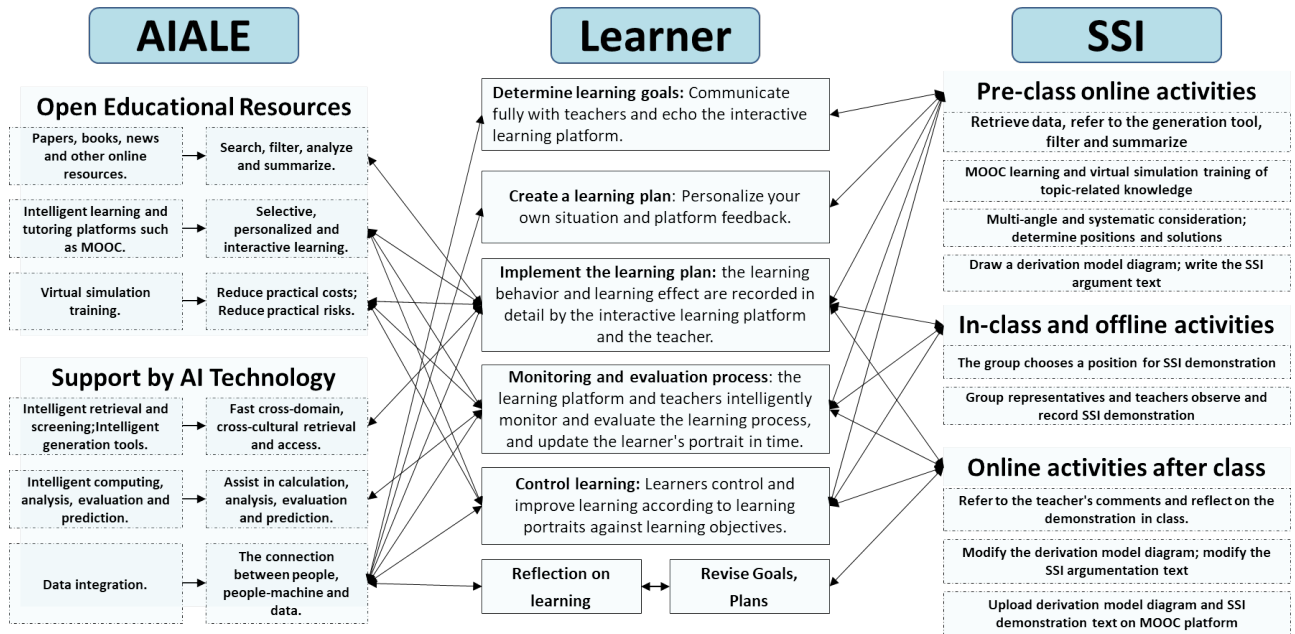 AIALE
Learner
SSI
Open Educational Resources
Papers, books, news
and other online
resources.
Search, filter, analyze
and summarize.
Intelligent learning and
tutoring platforms such
as MOOC.
Selective,
personalized and
interactive learning.
Virtual simulation
training.
Reduce practical costs;
Reduce practical risks.
Support by AI Technology
Intelligent retrieval and
screening;Intelligent
generation tools.
Fast cross-domain,
cross-cultural retrieval
and access.
Intelligent computing,
analysis, evaluation and
prediction.
Assist in calculation,
analysis, evaluation
and prediction.
Data integration.
The connection
between people,
people-machine and
data.
Determine learning goals: Communicate
fully with teachers and echo the interactive
learning platform.
Create a learning plan: Personalize your
own situation and platform feedback.
Implement the learning plan: the learning
behavior and learning effect are recorded in
detail by the interactive learning platform
and the teacher.
Monitoring and evaluation process: the
learning platform and teachers intelligently
monitor and evaluate the learning process,
and update the learner's portrait in time.
Control learning: Learners control and
improve learning according to learning
portraits against learning objectives.
Reflection on
learning
Revise Goals,
Plans
Pre-class online activities
Retrieve data, refer to the generation tool,
filter and summarize
MOOC learning and virtual simulation training of
topic-related knowledge
Multi-angle and systematic consideration;
determine positions and solutions
Draw a derivation model diagram; write the SSI
argument text
In-class and offline activities
The group chooses a position for SSI demonstration
Group representatives and teachers observe and
record SSI demonstration
Online activities after class
Refer to the teacher's comments and reflect on the
demonstration in class.
Modify the derivation model diagram; modify the
SSI argumentation text
Upload derivation model diagram and SSI
demonstration text on MOOC platform